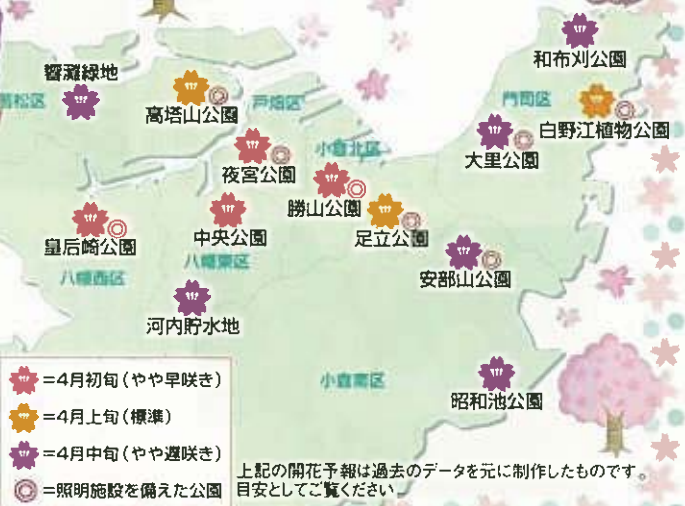 和布刈公園
響灘緑地
若松区
高塔山公園
戸畑区
門司区
白野江植物公園
大里公園
小倉北区
夜宮公園
勝山公園
足立公園
中央公園
皇后崎公園
八幡東区
八幡西区
安部山公園
河内貯水地
小倉南区
昭和池公園
=4月初旬(やや早咲き)
=4月上旬(標準)
=4月中旬(やや遅咲き)
=照明施設を備えた公園
上記の開花予報は過去のデータを元に制作したものです。
目安としてご覧ください